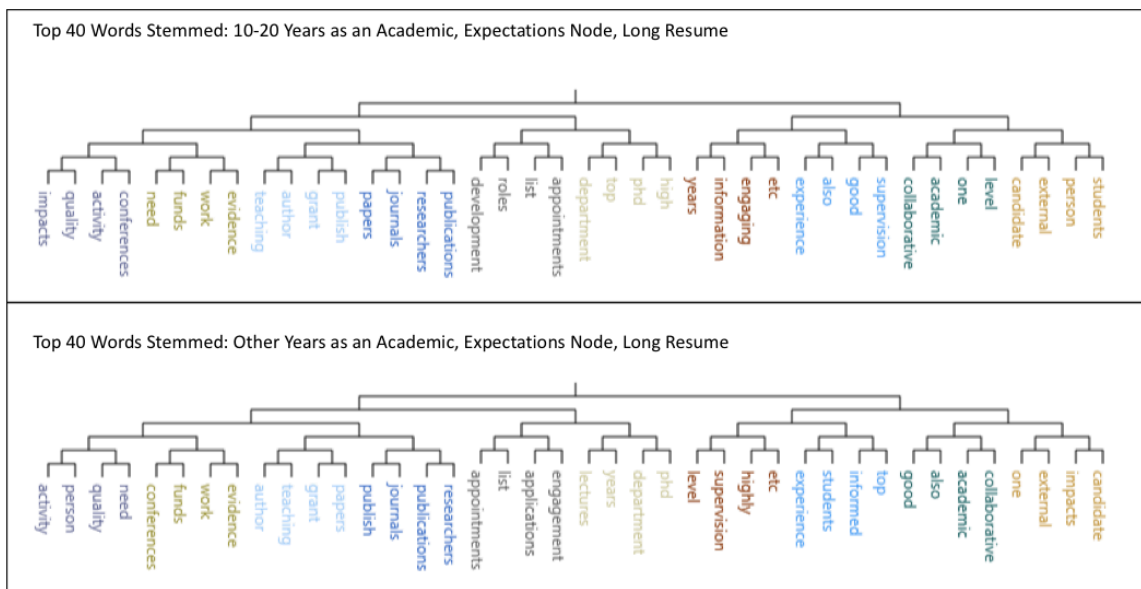 Top 40 Words Stemmed: 10-20 Years as an Academic, Expectations Node, Long Resume
impacts
quality
activity
conferences
need
funds
work
evidence
teaching
author
grant
publish
papers
journals
researchers
publications
development
roles
list
appointments
department
top
phd
high
years
information
engaging
etc
experience
also
good
supervision
collaborative
academic
one
level
candidate
external
person
students
Top 40 Words Stemmed: Other Years as an Academic, Expectations Node, Long Resume
activity
person
quality
need
conferences
funds
work
evidence
author
teaching
grant
papers
publish
journals
publications
researchers
appointments
list
applications
engagement
lectures
years
department
phd
level
supervision
highly
etc
experience
students
informed
top
good
also
academic
collaborative
one
external
impacts
candidate